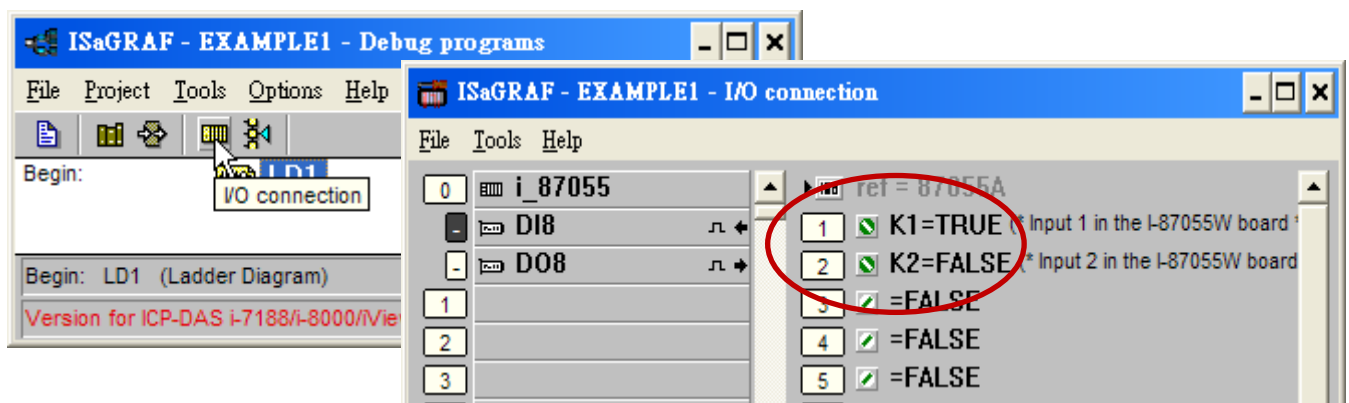 ISaGRAF - EXAMPLE1 - Debug programs
File Project Tools Options Help
Begin: LD1
I/O connection
Begin: LD1 (Ladder Diagram)
Version for ICP-DAS i-7188/i-8000/iVie
ISaGRAF - EXAMPLE1 - I/O connection
File Tools Help
0 i_87055
- DI8
- DO8
1
2
3
ref = 87055A
1 K1=TRUE (* Input 1 in the I-87055W board *
2 K2=FALSE (* Input 2 in the I-87055W board
3 =FALSE
4 =FALSE
5 =FALSE